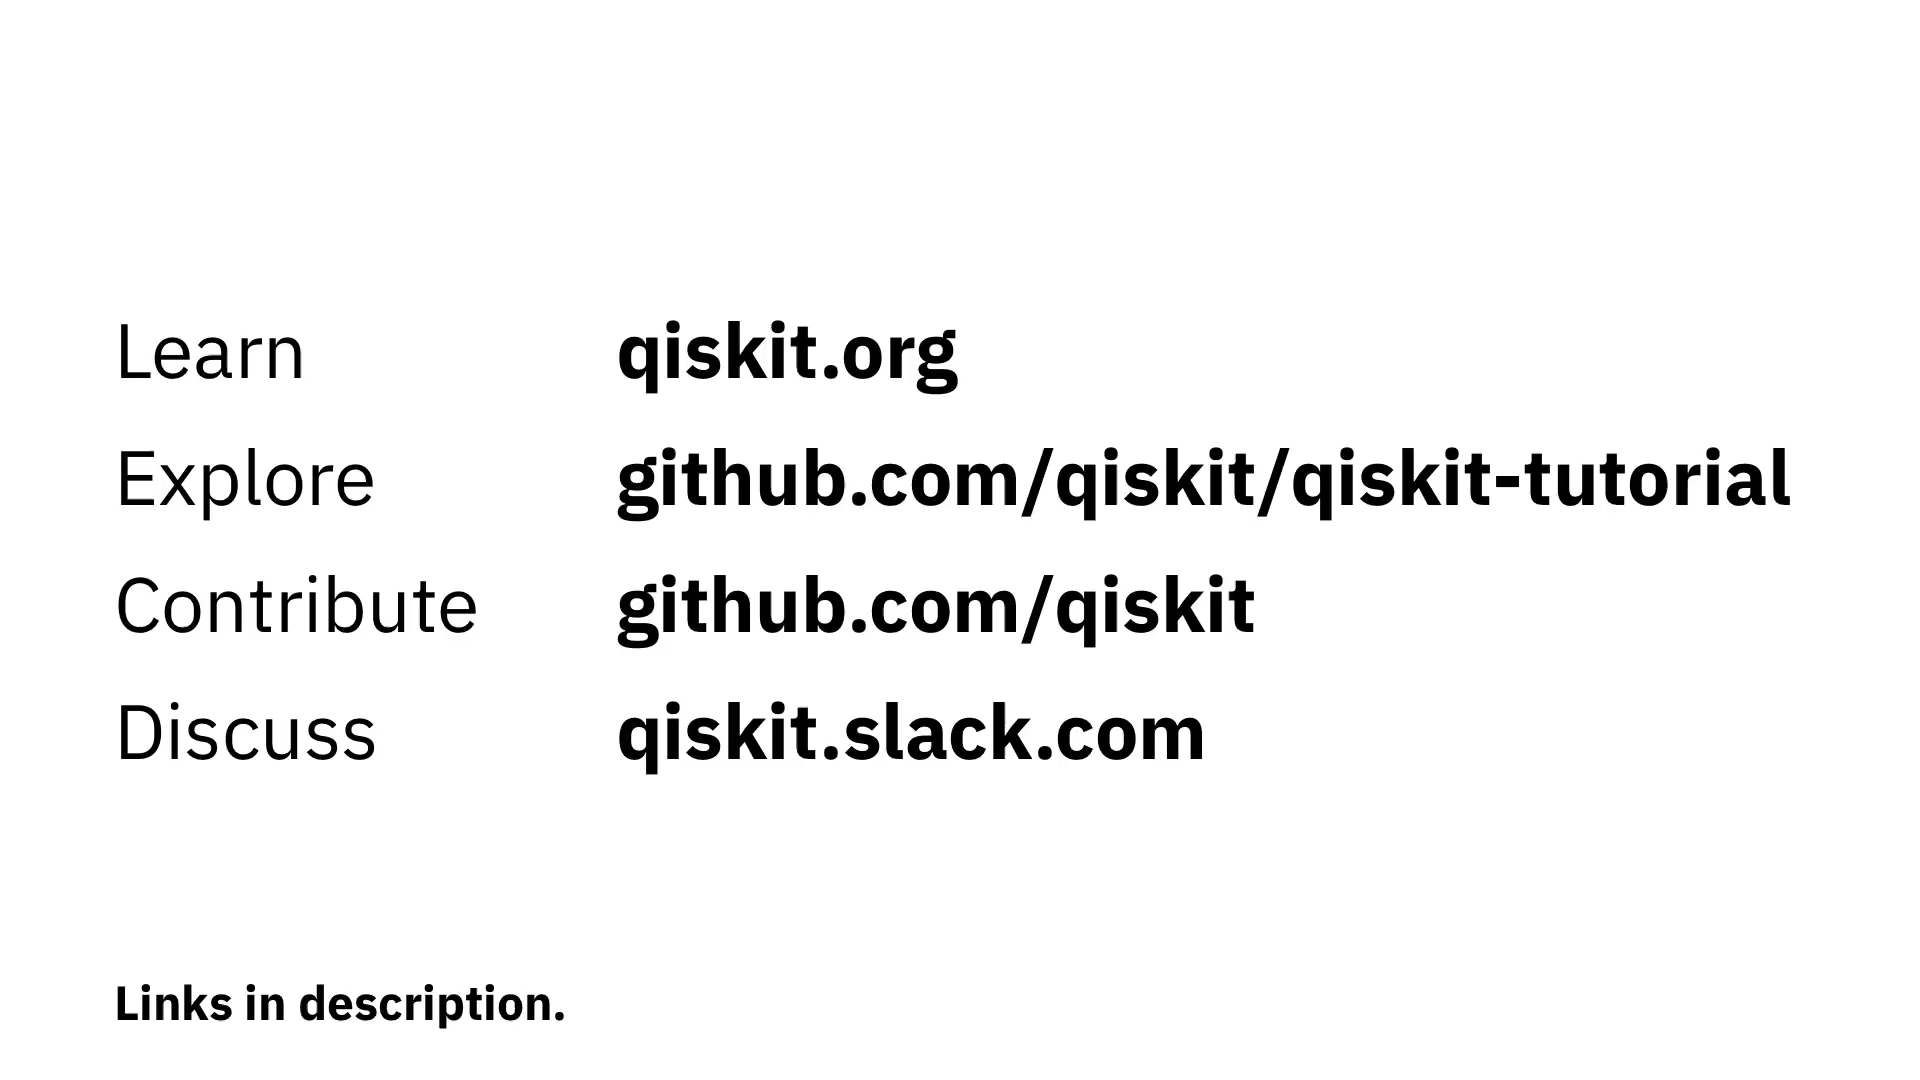 Learn qiskit.org
Explore github.com/qiskit/qiskit-tutorial
Contribute github.com/qiskit
Discuss qiskit.slack.com
Links in description.